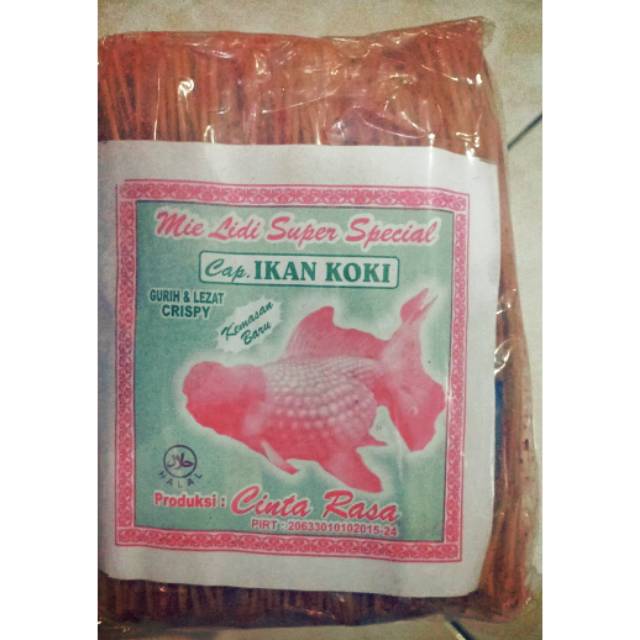 Mie Lidi Super Special
Cap. IKAN KOKI
GURIH & LEZAT
CRISPY
Kemasan
Baru
حلال
HALAL
Produksi : Cinta Rasa
PIRT : 20633010102015-24